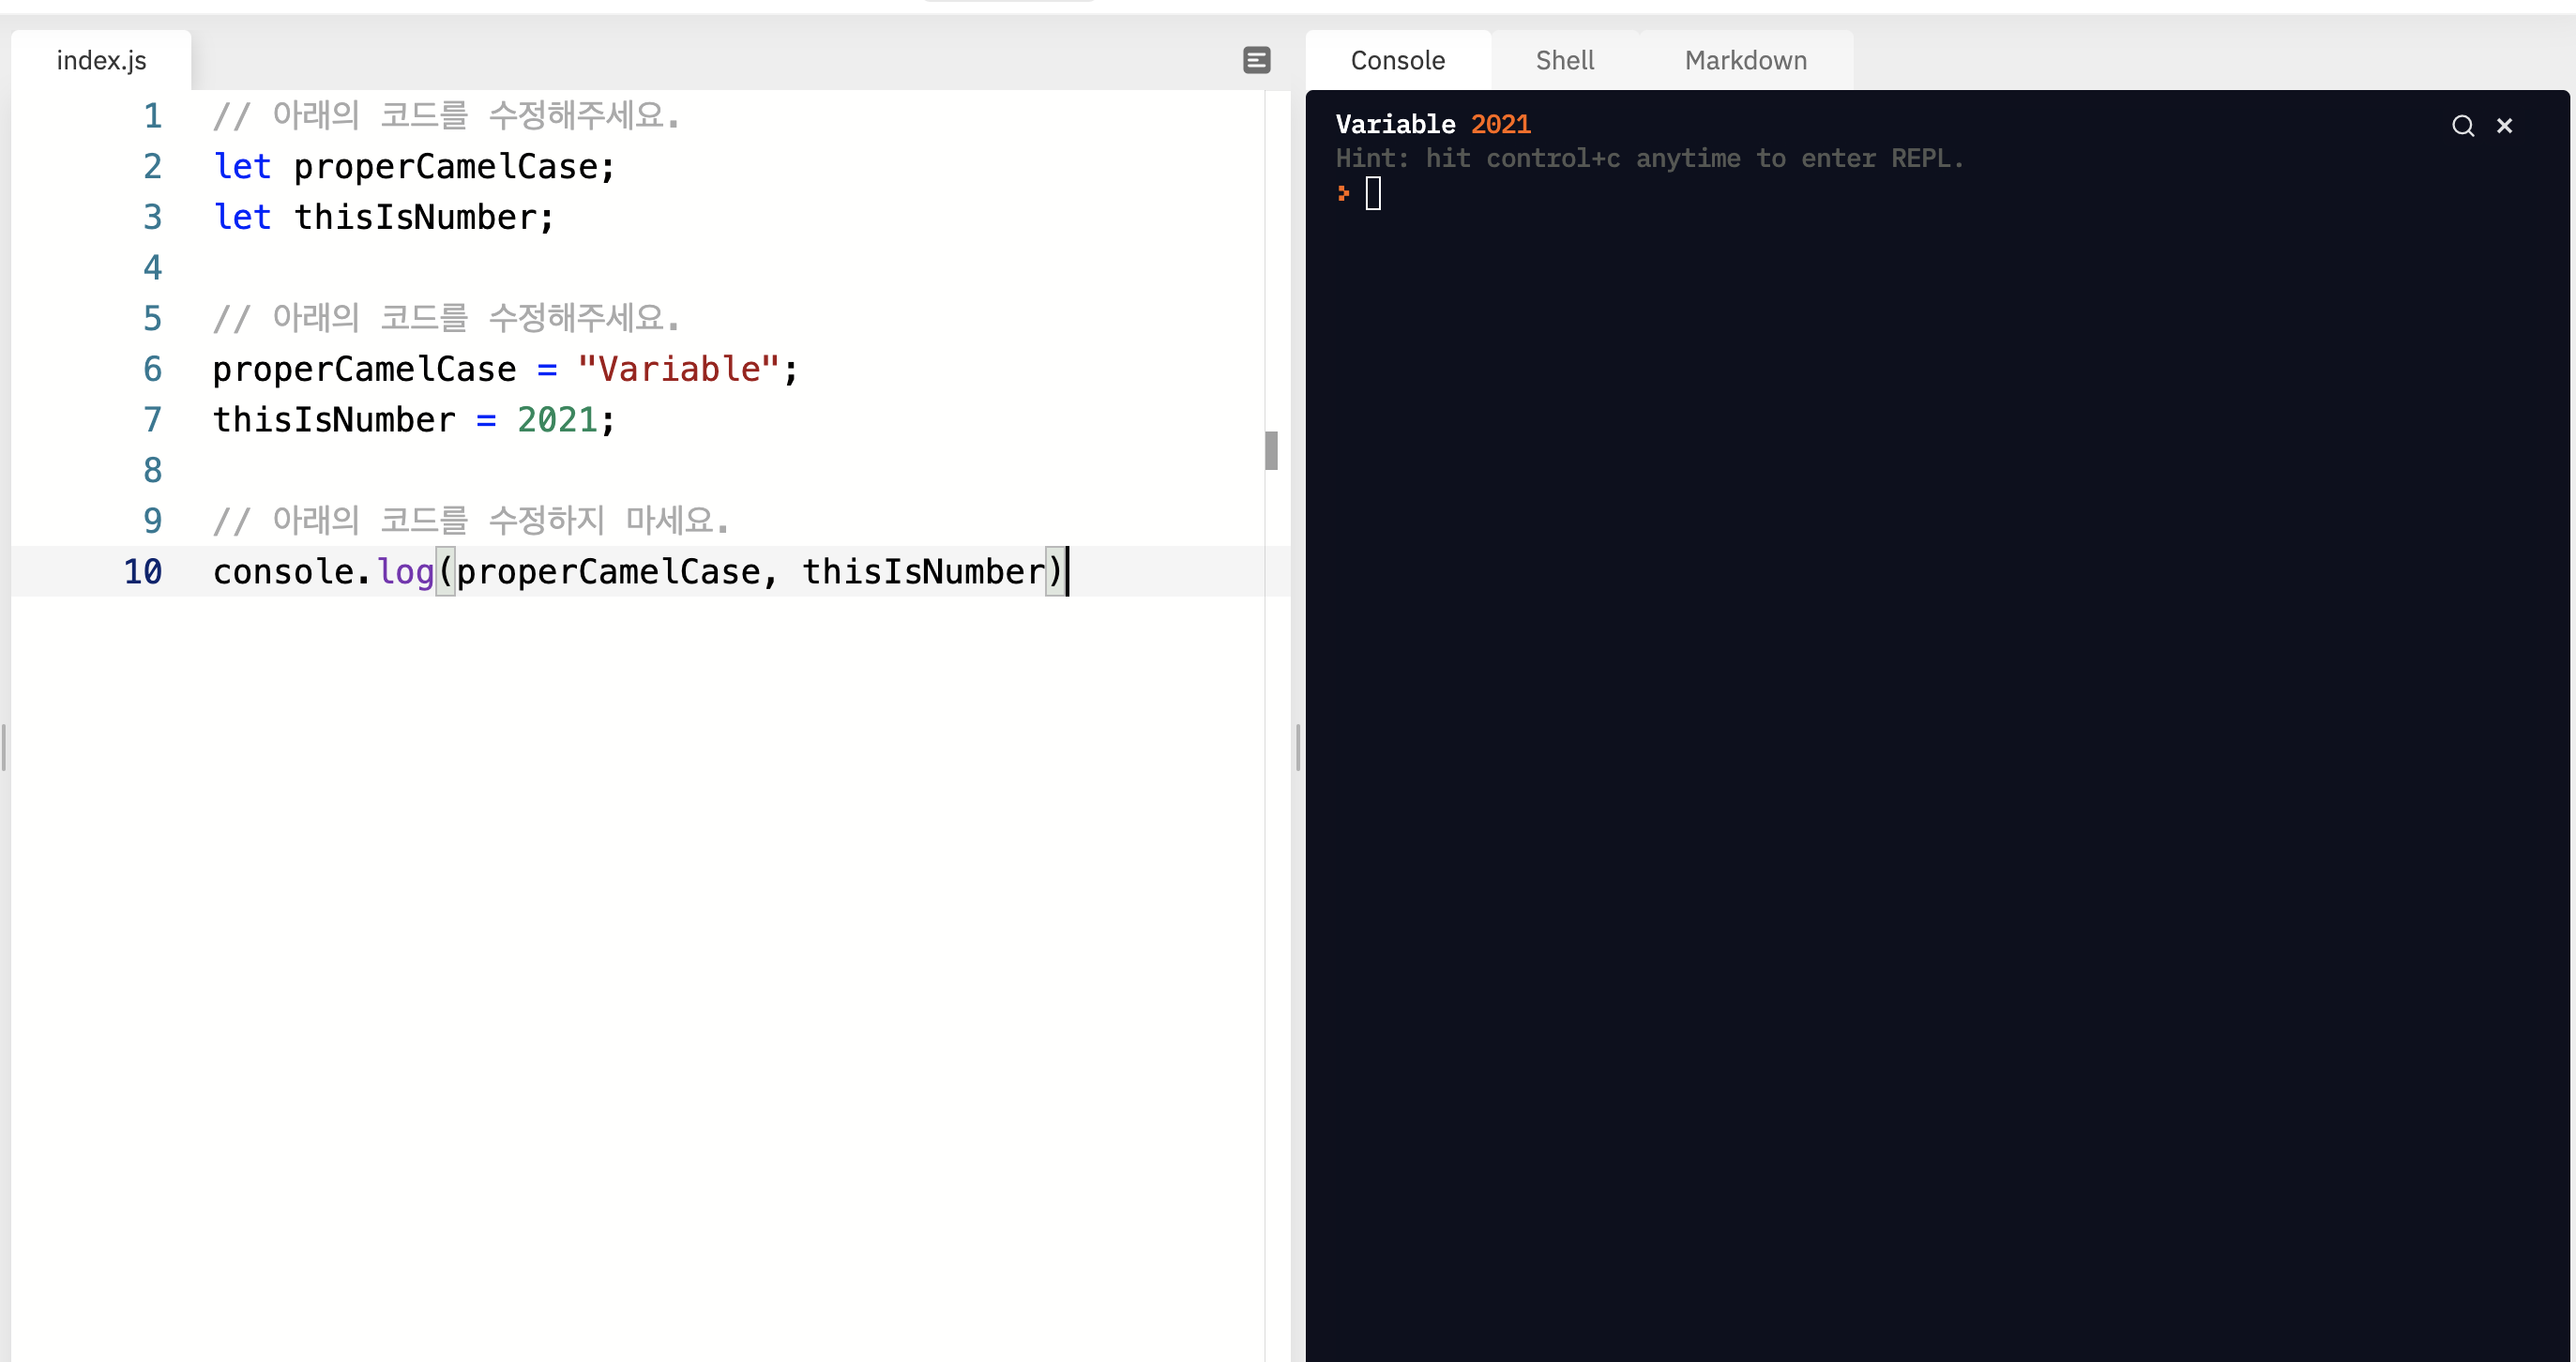 index.js
1 // 아래의 코드를 수정해주세요.
2 let properCamelCase;
3 let thisIsNumber;
4
5 // 아래의 코드를 수정해주세요.
6 properCamelCase = "Variable";
7 thisIsNumber = 2021;
8
9 // 아래의 코드를 수정하지 마세요.
10 console.log(properCamelCase, thisIsNumber)
Console Shell Markdown
Variable 2021
Hint: hit control+c anytime to enter REPL.